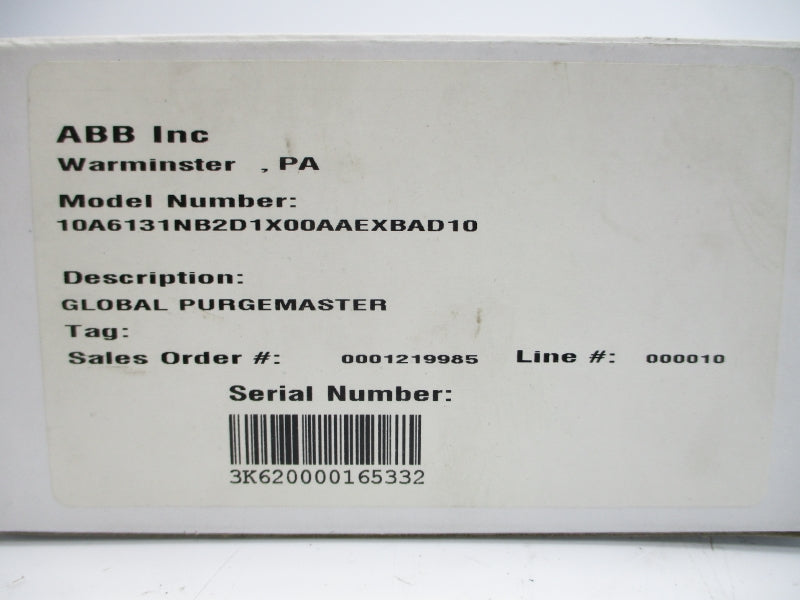 ABB Inc
Warminster , PA
Model Number:
10A6131NB2D1X00AAEXBAD10
Description:
GLOBAL PURGEMASTER
Tag:
Sales Order #: 0001219985 Line #: 000010
Serial Number:
3K620000165332